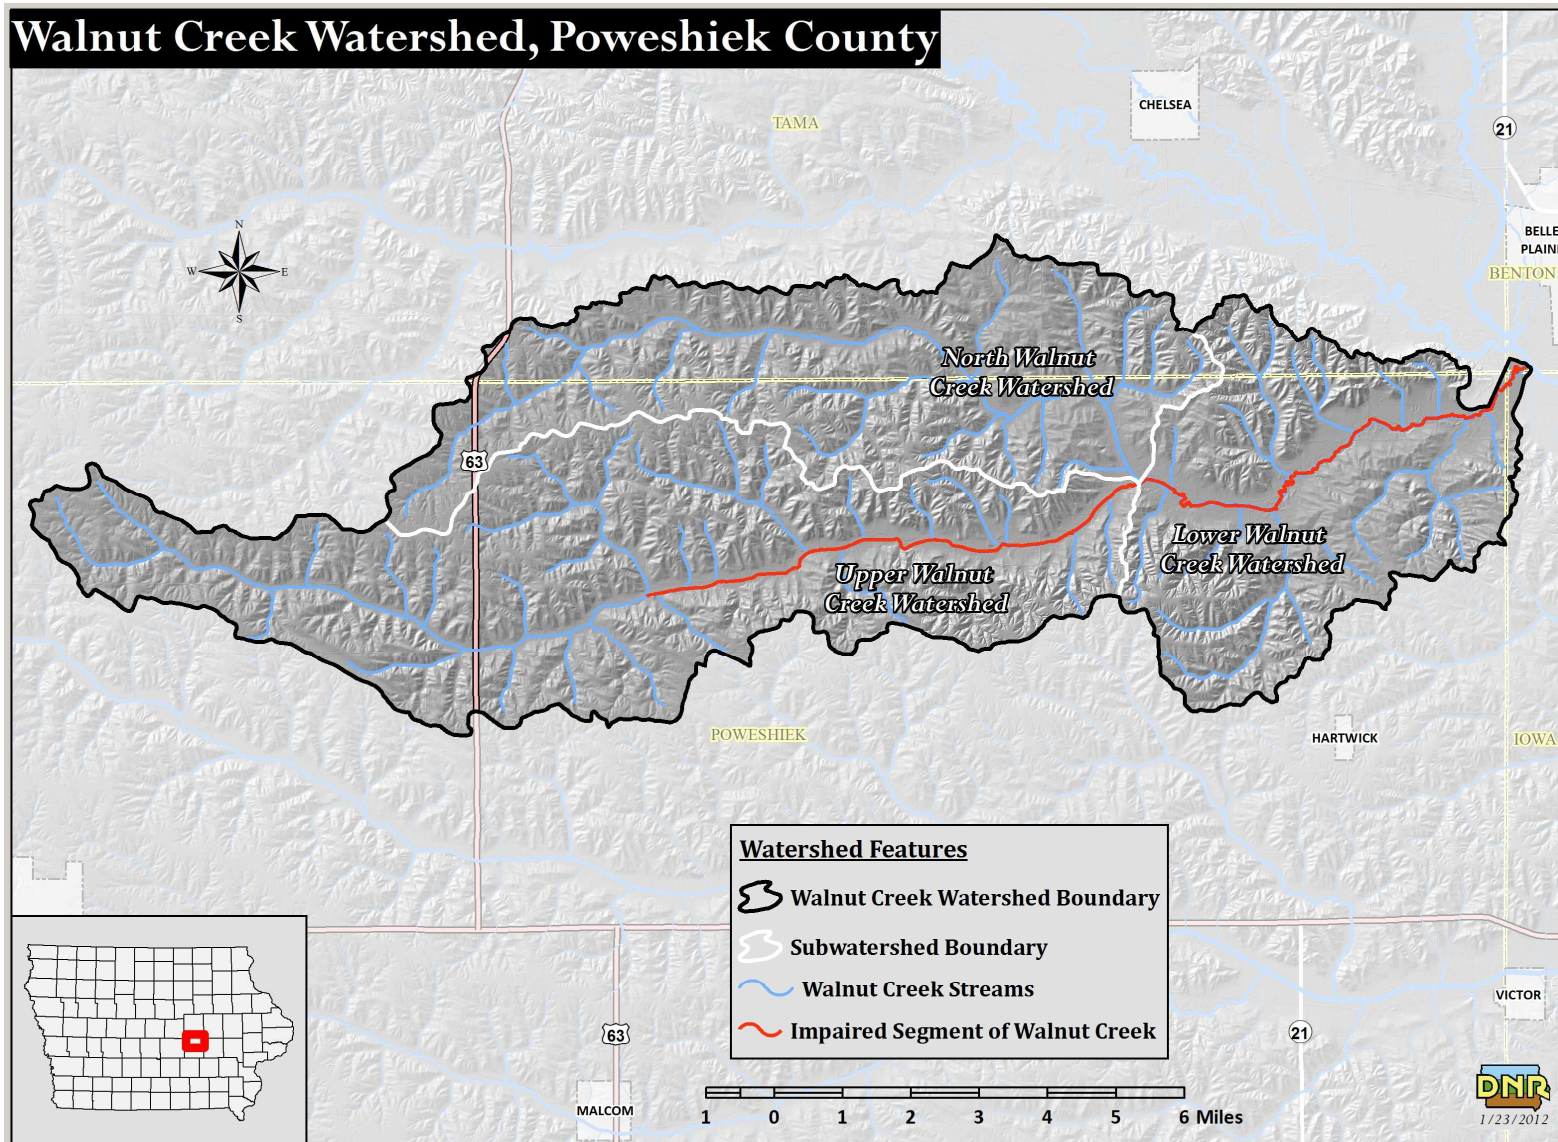 Walnut Creek Watershed, Poweshiek County
CHELSEA
TAMA
21
N
W E
S
BELLE
PLAIN
BENTON
North Walnut
Creek Watershed
63
Lower Walnut
Creek Watershed
Upper Walnut
Creek Watershed
POWESHIEK
HARTWICK
IOWA
Watershed Features
Walnut Creek Watershed Boundary
Subwatershed Boundary
Walnut Creek Streams
Impaired Segment of Walnut Creek
VICTOR
63
21
MALCOM
1 0 1 2 3 4 5 6 Miles
DNR
1/23/2012